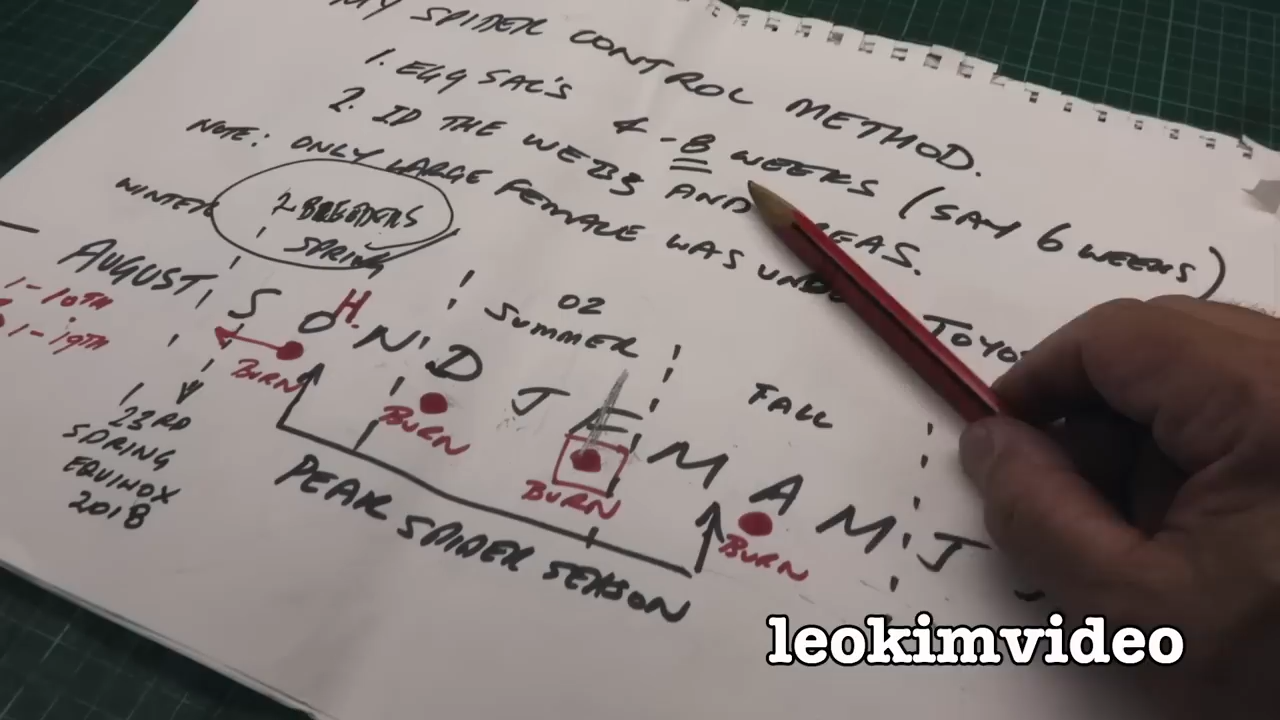 MY SPIDER CONTROL METHOD.
1. EGG SAC'S 4-8 WEEKS (SAY 6 WEEKS)
2. ID THE WEBS AND AREAS.
NOTE: ONLY LARGE FEMALE WAS UNDER TOYO
WINTER 2 BREEDERS
SPRING
02
SUMMER
FALL
AUGUST S O H. N D J F M A M J
1-10TH
1-19TH
BURN
BURN
BURN
BURN
23RD
SPRING
EQUINOX
2018
PEAK SPIDER SEASON
leokimvideo